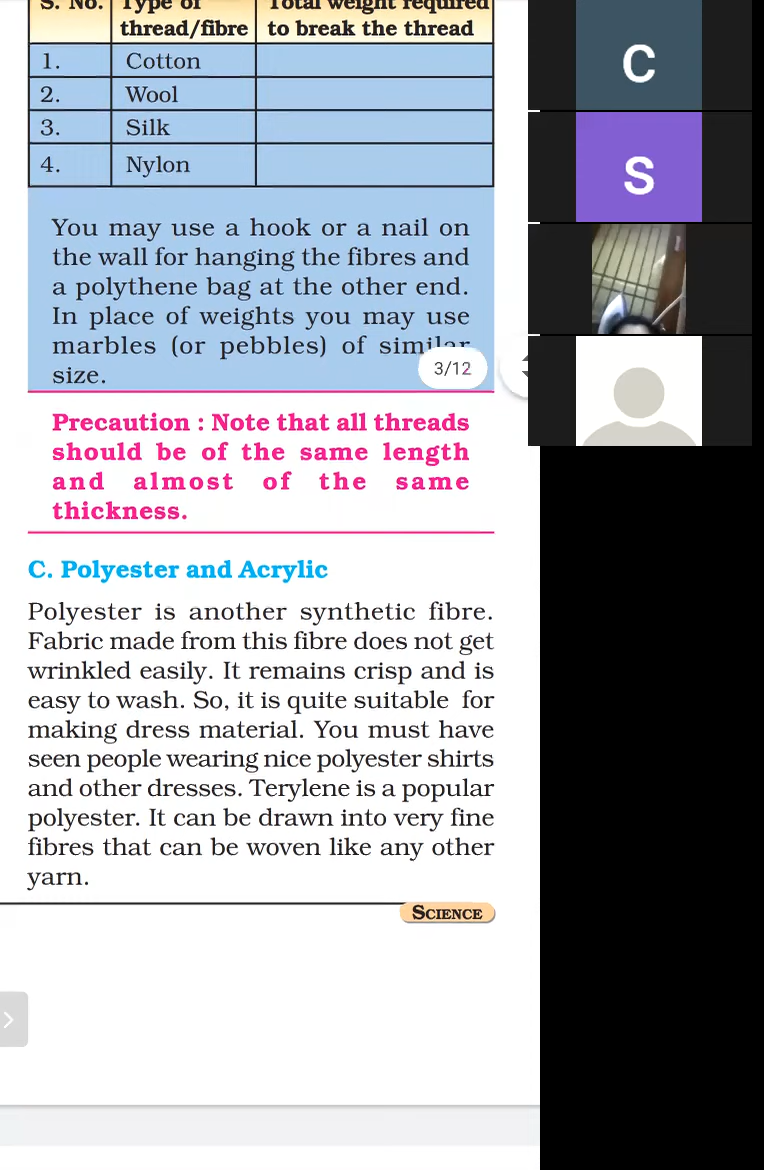 S. No. Type of Total weight required
thread/fibre to break the thread
1. Cotton
2. Wool
3. Silk
4. Nylon
You may use a hook or a nail on
the wall for hanging the fibres and
a polythene bag at the other end.
In place of weights you may use
marbles (or pebbles) of similar
size.
3/12
Precaution : Note that all threads
should be of the same length
and almost of the same
thickness.
C. Polyester and Acrylic
Polyester is another synthetic fibre.
Fabric made from this fibre does not get
wrinkled easily. It remains crisp and is
easy to wash. So, it is quite suitable for
making dress material. You must have
seen people wearing nice polyester shirts
and other dresses. Terylene is a popular
polyester. It can be drawn into very fine
fibres that can be woven like any other
yarn.
SCIENCE
C
S